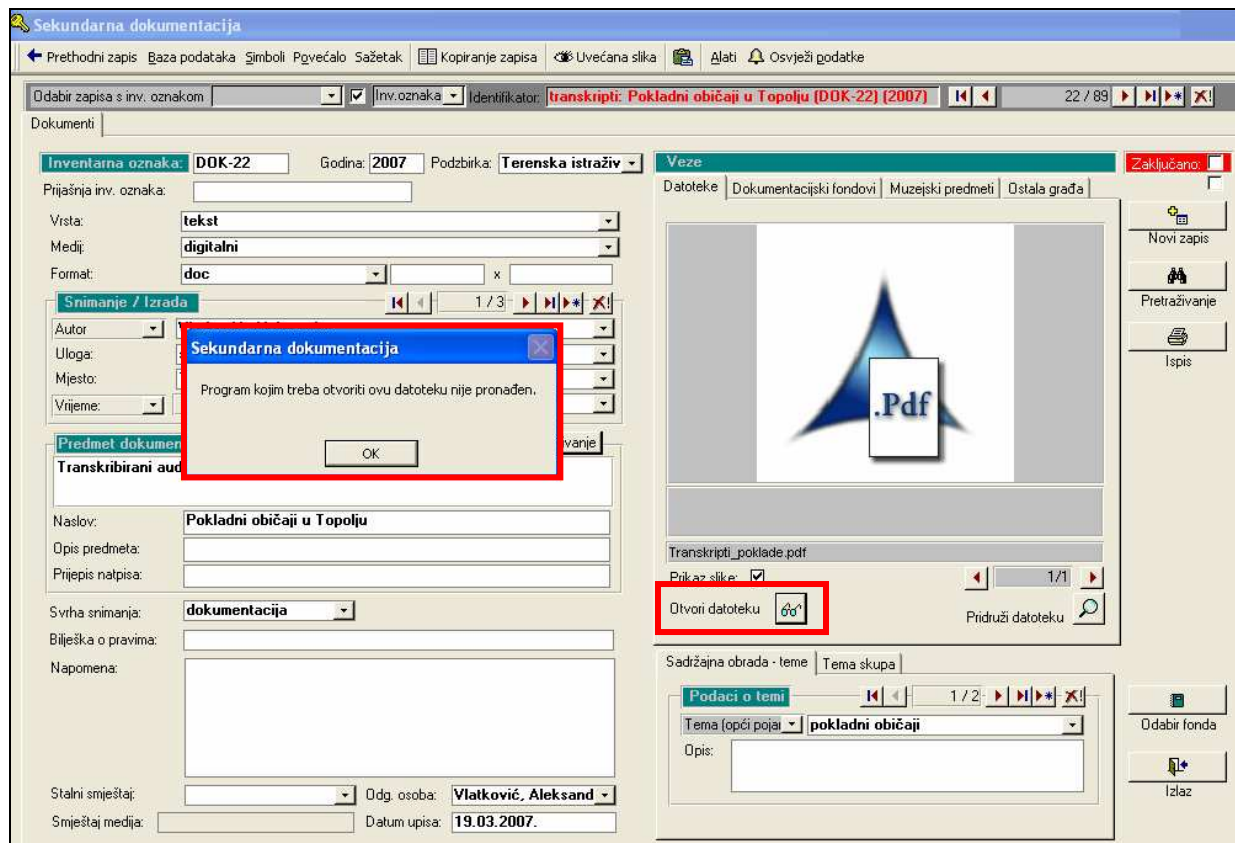 Sekundarna dokumentacija
Prethodni zapis Baza podataka Simboli Povećalo Sažetak Kopiranje zapisa Uvećana slika Alati Osvježi podatke
Odabir zapisa s inv. oznakom Inv.oznaka Identifikator: transkripti: Pokladni običaji u Topolju (DOK-22) (2007) 22 / 89
Dokumenti
Inventarna oznaka: DOK-22 Godina: 2007 Podzbirka: Terenska istraživ
Prijašnja inv. oznaka:
Vrsta: tekst
Medij: digitalni
Format: doc x
Snimanje / Izrada 1 / 3
Autor
Uloga:
Mjesto:
Vrijeme:
Sekundarna dokumentacija
Program kojim treba otvoriti ovu datoteku nije pronađen.
OK
Predmet dokumen vanje
Transkribirani aud
Naslov: Pokladni običaji u Topolju
Opis predmeta:
Prijepis natpisa:
Svrha snimanja: dokumentacija
Bilješka o pravima:
Napomena:
Stalni smještaj: Odg. osoba: Vlatković, Aleksand
Smještaj medija: Datum upisa: 19.03.2007.
Veze
Datoteke Dokumentacijski fondovi Muzejski predmeti Ostala građa
.Pdf
Transkripti_poklade.pdf
Prikaz slike: 1/1
Otvori datoteku Pridruži datoteku
Sadržajna obrada - teme Tema skupa
Podaci o temi 1 / 2
Tema (opći pojam pokladni običaji
Opis:
Zaključano:
Novi zapis
Pretraživanje
Ispis
Odabir fonda
Izlaz